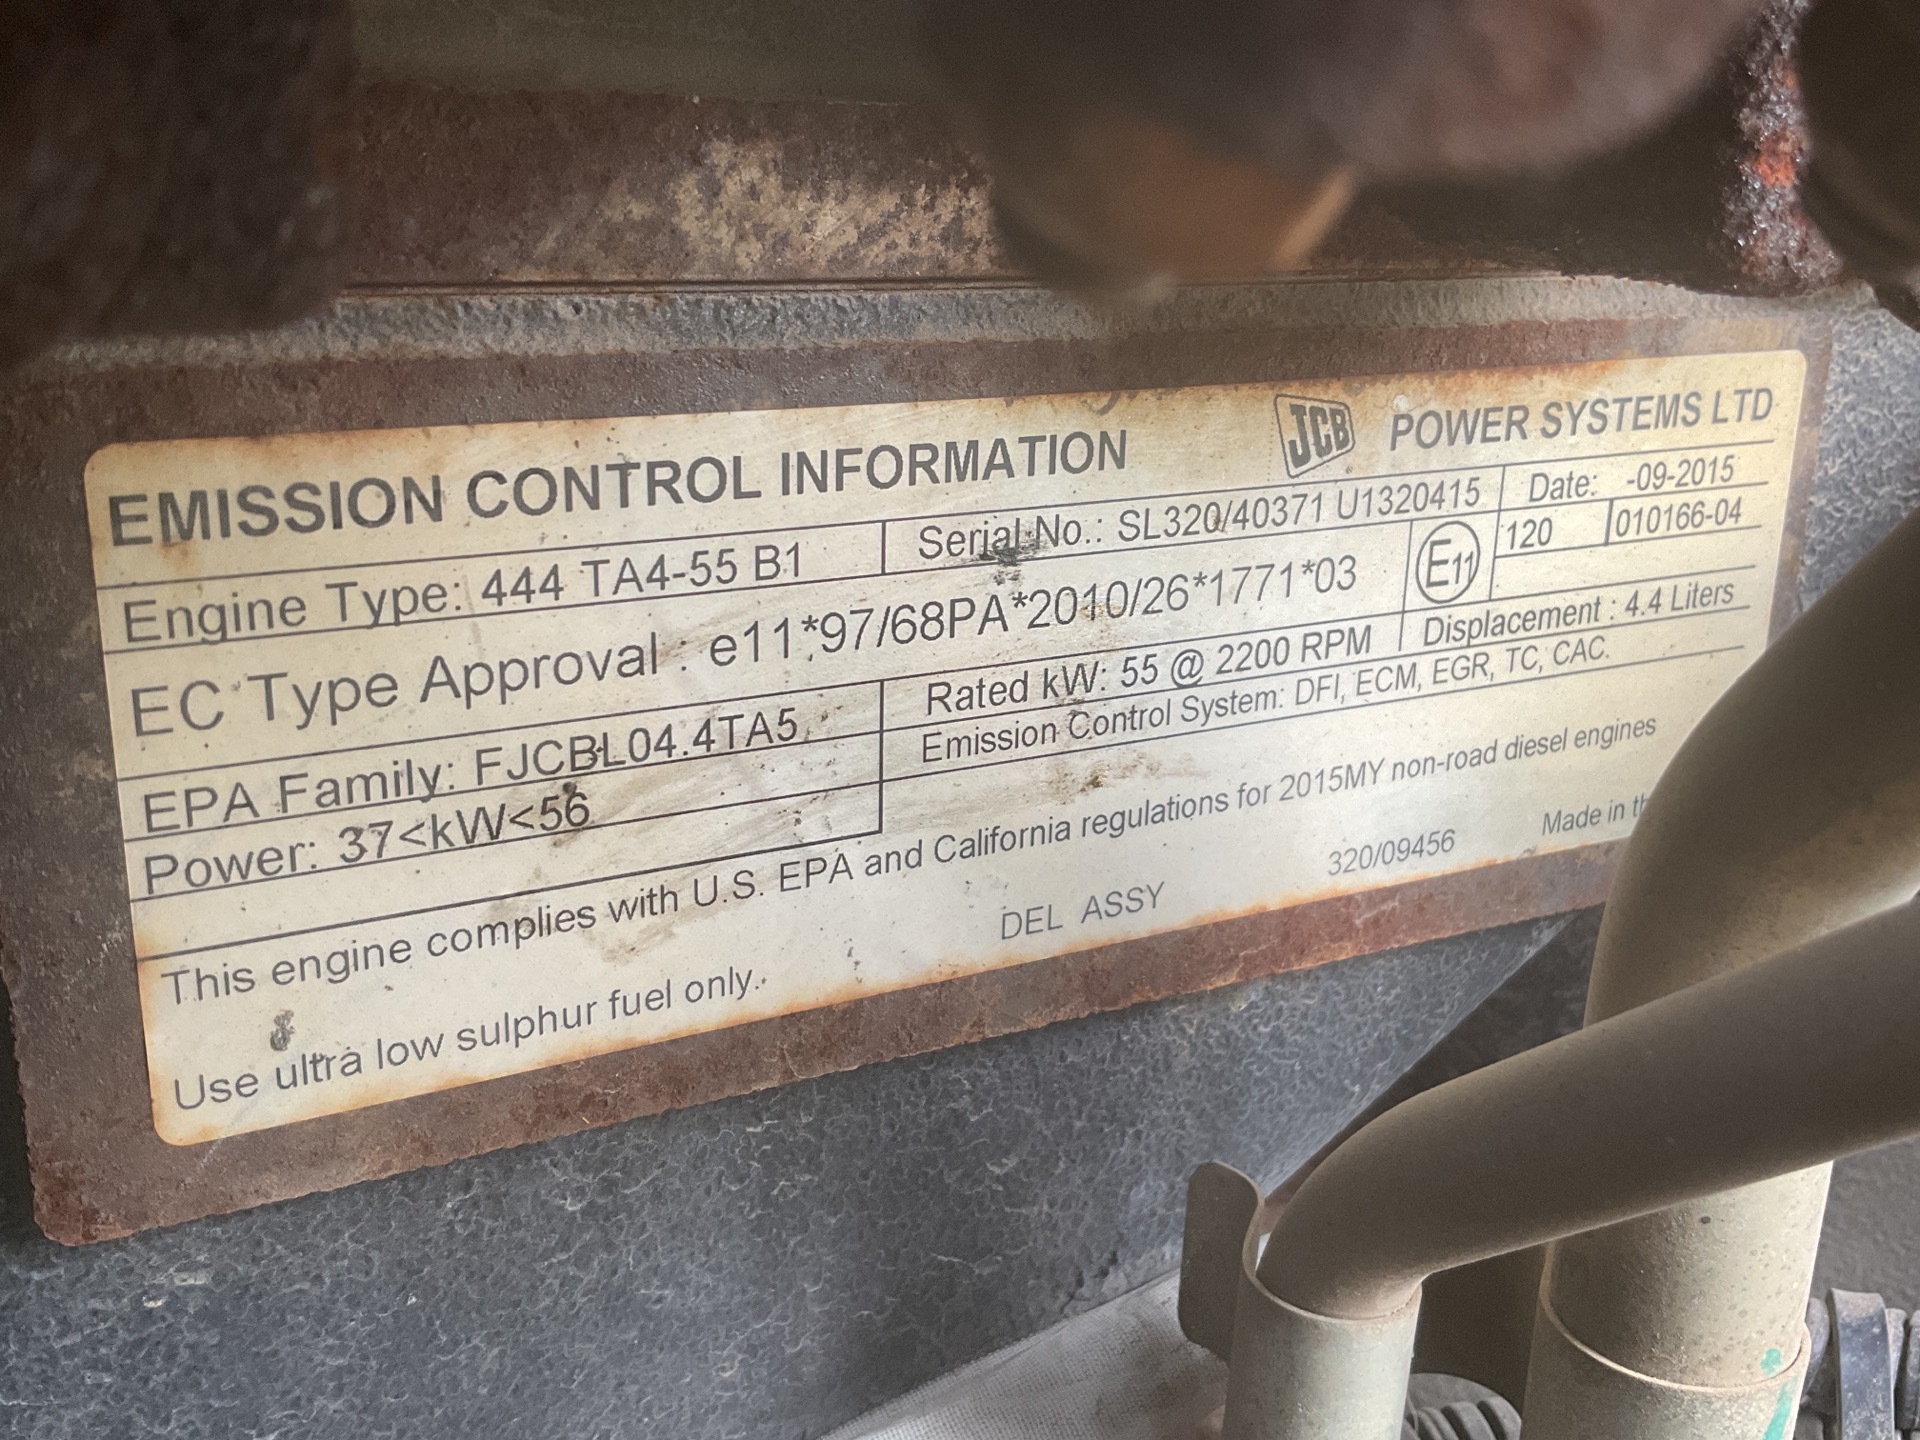 EMISSION CONTROL INFORMATION
JCB POWER SYSTEMS LTD
Engine Type: 444 TA4-55 B1
Serial No.: SL320/40371 U1320415
Date: -09-2015
EC Type Approval : e11*97/68PA*2010/26*1771*03
E11
120 010166-04
EPA Family: FJCBL04.4TA5
Rated kW: 55 @ 2200 RPM
Displacement : 4.4 Liters
Power: 37<kW<56
Emission Control System: DFI, ECM, EGR, TC, CAC.
This engine complies with U.S. EPA and California regulations for 2015MY non-road diesel engines
Use ultra low sulphur fuel only.
DEL ASSY
320/09456
Made in